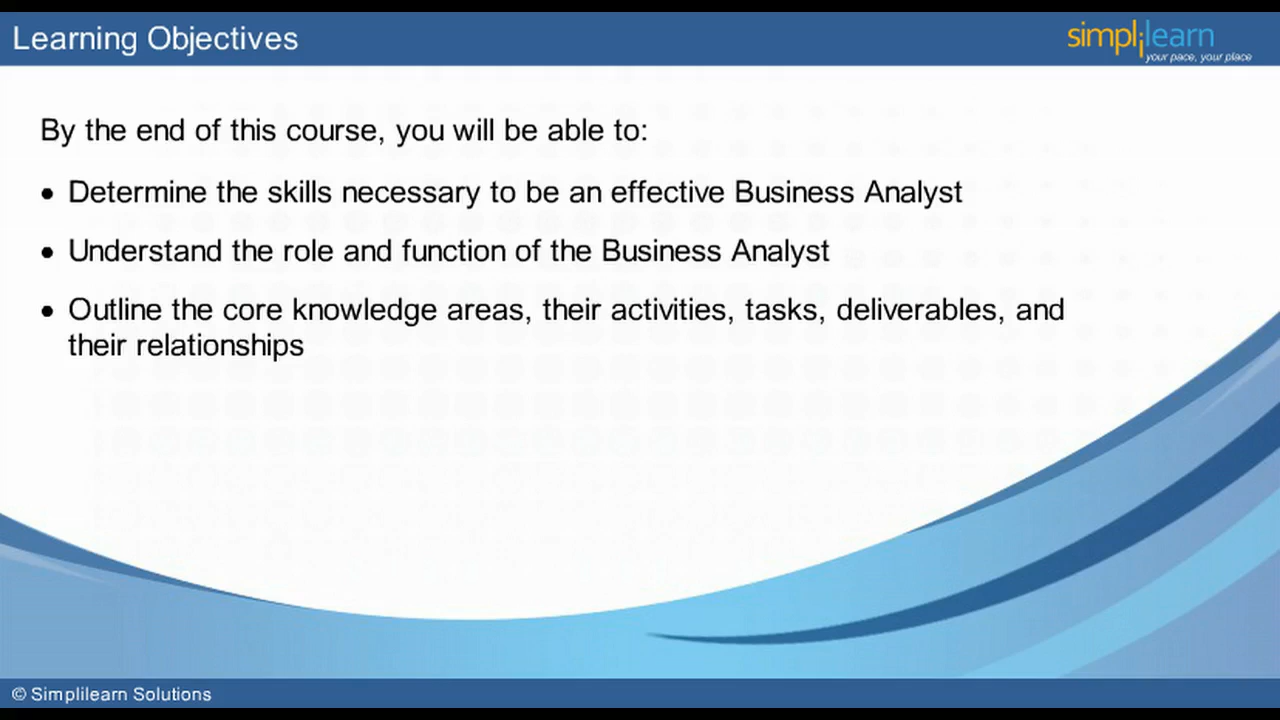 Learning Objectives
simplilearn
your pace, your place
By the end of this course, you will be able to:
• Determine the skills necessary to be an effective Business Analyst
• Understand the role and function of the Business Analyst
• Outline the core knowledge areas, their activities, tasks, deliverables, and
their relationships
© Simplilearn Solutions